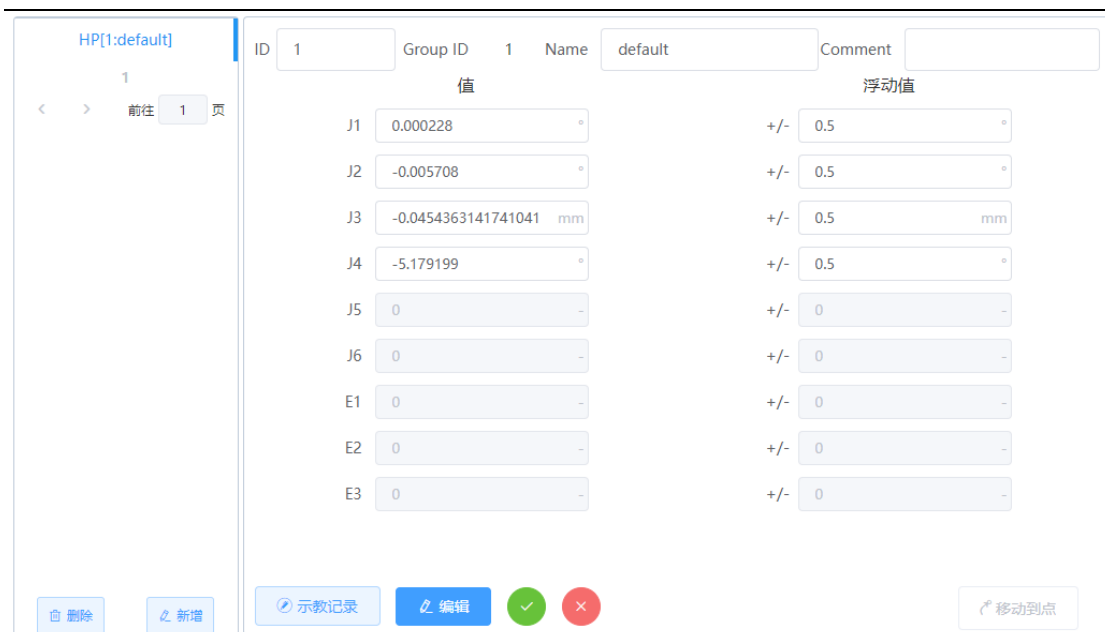 HP[1:default]
1
前往 1 页
删除 新增
ID 1 Group ID 1 Name default Comment
值 浮动值
J1 0.000228 ° +/- 0.5 °
J2 -0.005708 ° +/- 0.5 °
J3 -0.0454363141741041 mm +/- 0.5 mm
J4 -5.179199 ° +/- 0.5 °
J5 0 - +/- 0 -
J6 0 - +/- 0 -
E1 0 - +/- 0 -
E2 0 - +/- 0 -
E3 0 - +/- 0 -
示教记录 编辑 移动到点